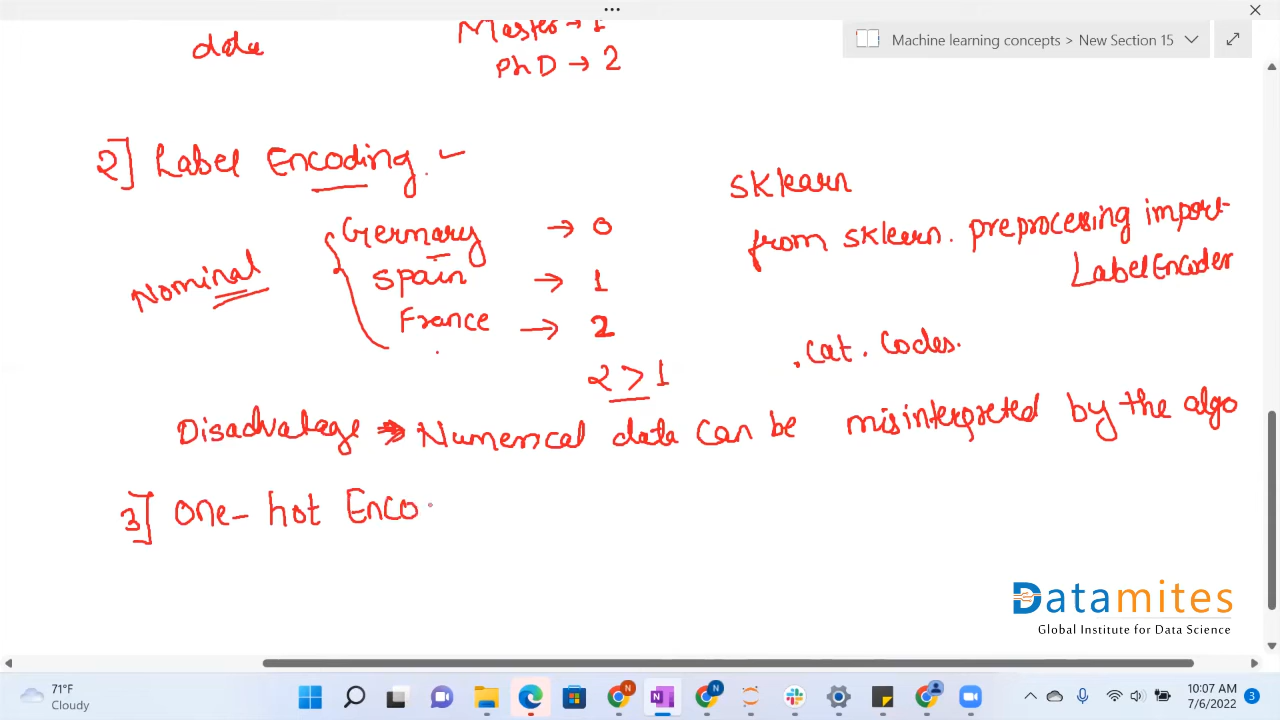 ...
Machine learning concepts > New Section 15
Master → 1
data
PhD → 2
2] Label Encoding. -
sklearn
Nominal
Germany → 0
Spain → 1
France → 2
2 > 1
from sklearn. preprocessing import
LabelEncoder
.cat. codes.
Disadvatage → Numerical data can be misinterpreted by the algo
3] One-hot Enco
Datamites
Global Institute for Data Science
71°F
Cloudy
10:07 AM
7/6/2022
3